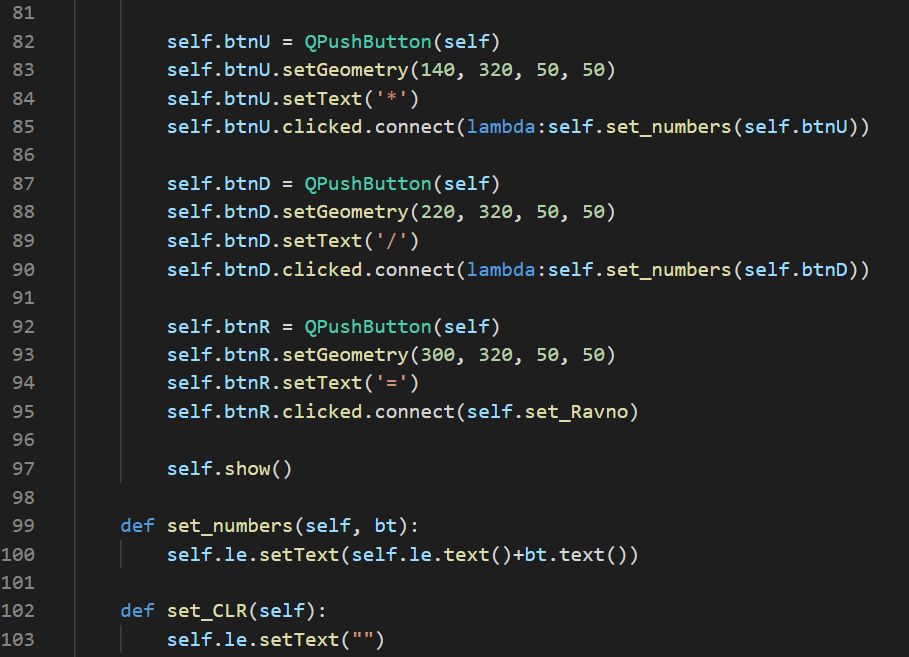 81
82 self.btnU = QPushButton(self)
83 self.btnU.setGeometry(140, 320, 50, 50)
84 self.btnU.setText('*')
85 self.btnU.clicked.connect(lambda:self.set_numbers(self.btnU))
86
87 self.btnD = QPushButton(self)
88 self.btnD.setGeometry(220, 320, 50, 50)
89 self.btnD.setText('/')
90 self.btnD.clicked.connect(lambda:self.set_numbers(self.btnD))
91
92 self.btnR = QPushButton(self)
93 self.btnR.setGeometry(300, 320, 50, 50)
94 self.btnR.setText('=')
95 self.btnR.clicked.connect(self.set_Ravno)
96
97 self.show()
98
99 def set_numbers(self, bt):
100 self.le.setText(self.le.text()+bt.text())
101
102 def set_CLR(self):
103 self.le.setText("")